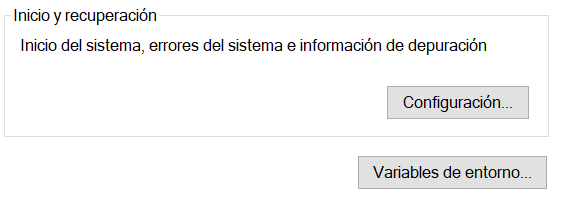 Inicio y recuperación
Inicio del sistema, errores del sistema e información de depuración
Configuración...
Variables de entorno...